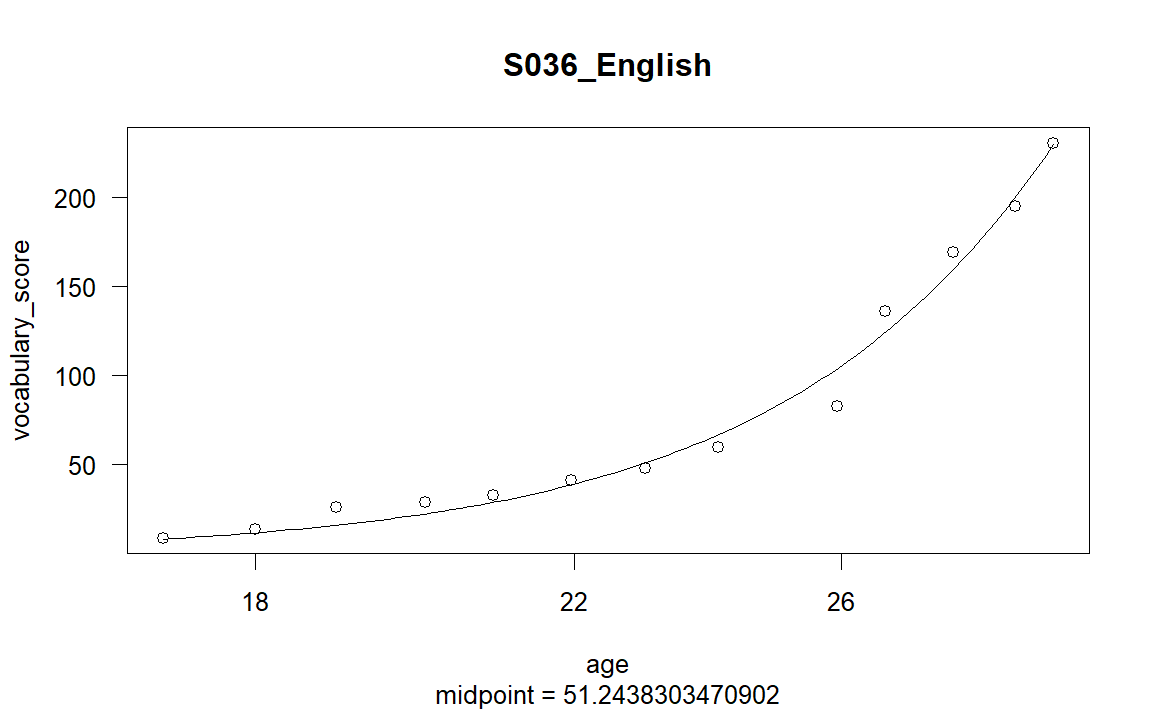 S036_English
vocabulary_score
200
150
100
50
18 22 26
age
midpoint = 51.2438303470902